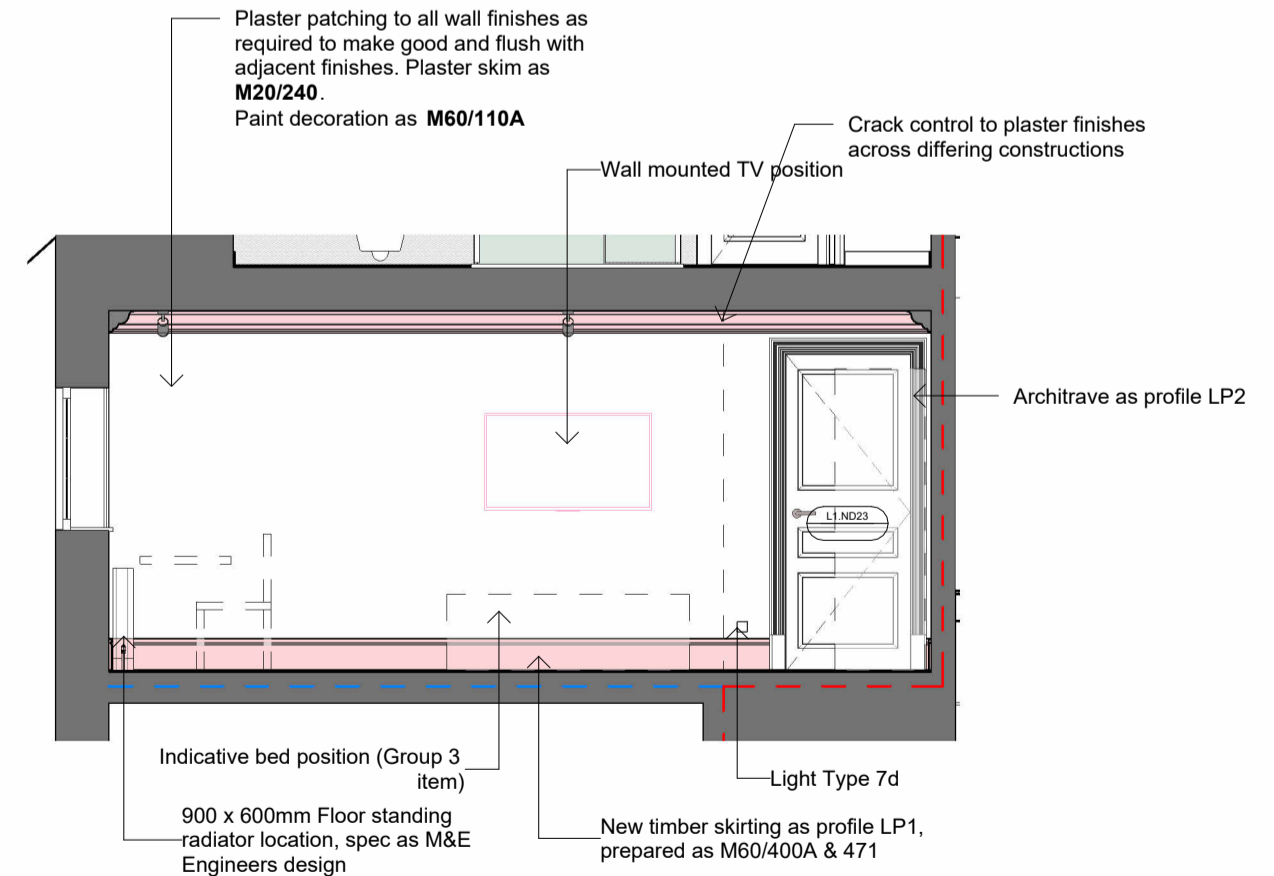 Plaster patching to all wall finishes as
required to make good and flush with
adjacent finishes. Plaster skim as
M20/240.
Paint decoration as M60/110A
Crack control to plaster finishes
across differing constructions
Wall mounted TV position
Architrave as profile LP2
L1.ND23
Indicative bed position (Group 3
item)
Light Type 7d
900 x 600mm Floor standing
radiator location, spec as M&E
Engineers design
New timber skirting as profile LP1,
prepared as M60/400A & 471